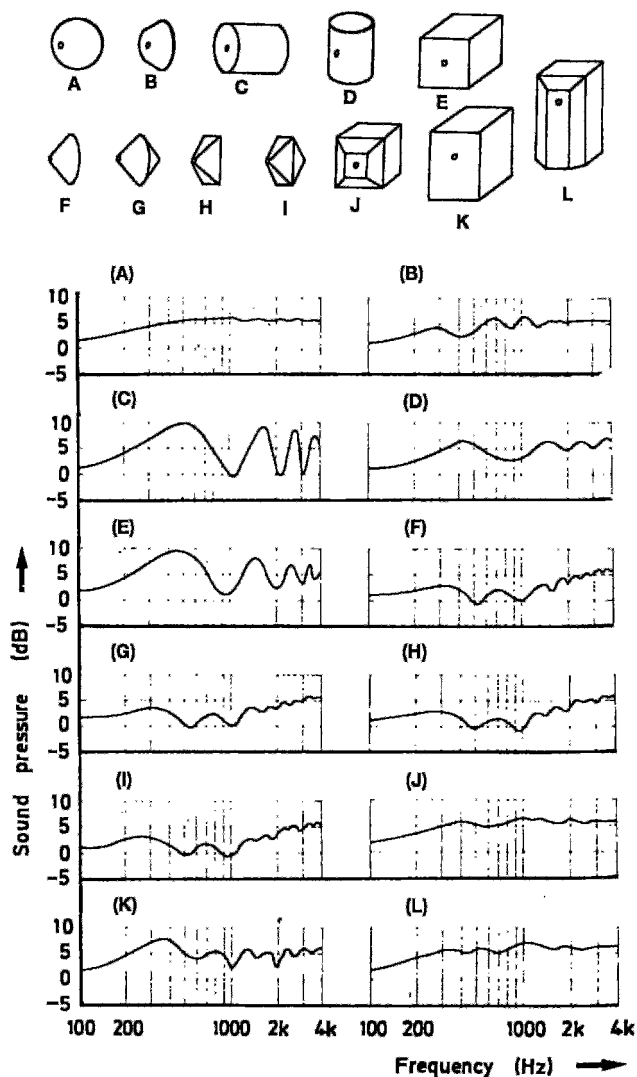 A B C D E
F G H I J K L
(A) (B)
10
5
0
−5
(C) (D)
10
5
0
−5
(E) (F)
10
5
0
−5
(G) (H)
10
5
0
−5
(I) (J)
10
5
0
−5
(K) (L)
10
5
0
−5
Sound pressure (dB)
100 200 1000 2k 4k 100 200 1000 2k 4k
Frequency (Hz)